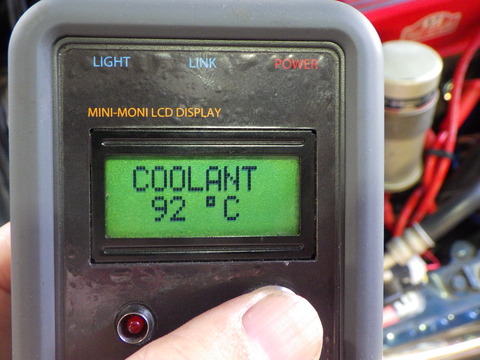 LIGHT LINK POWER
MINI-MONI LCD DISPLAY
COOLANT
92 °C